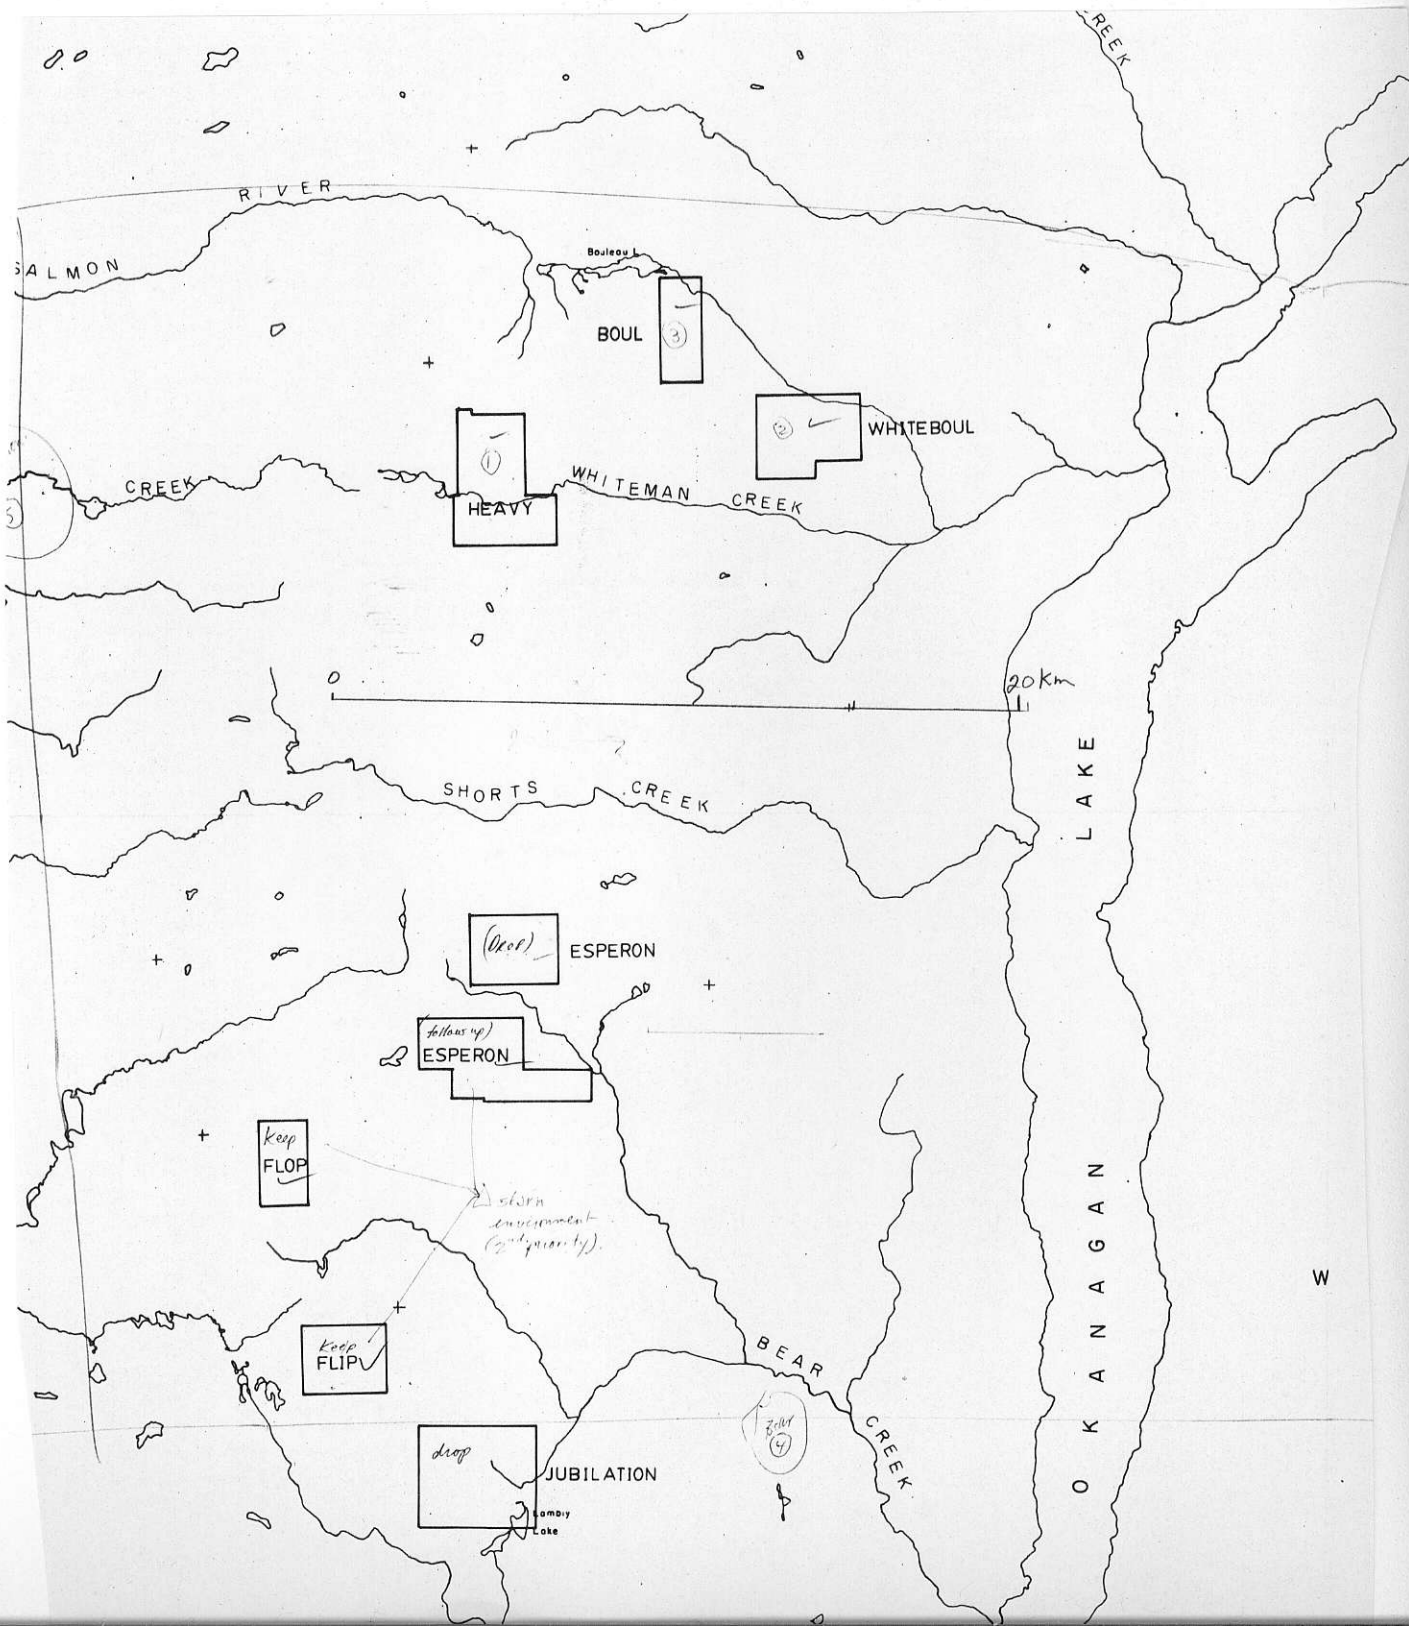 CREEK
RIVER
SALMON
Bouleau L.
BOUL
3
2
WHITEBOUL
1
CREEK
WHITEMAN CREEK
HEAVY
5
0
20 Km
LAKE
SHORTS CREEK
(Drop)
ESPERON
follow up)
ESPERON
keep
FLOP
environment
(2nd priority).
OKANAGAN
W
keep
FLIP
BEAR
CREEK
4
drop
JUBILATION
Lambly
Lake